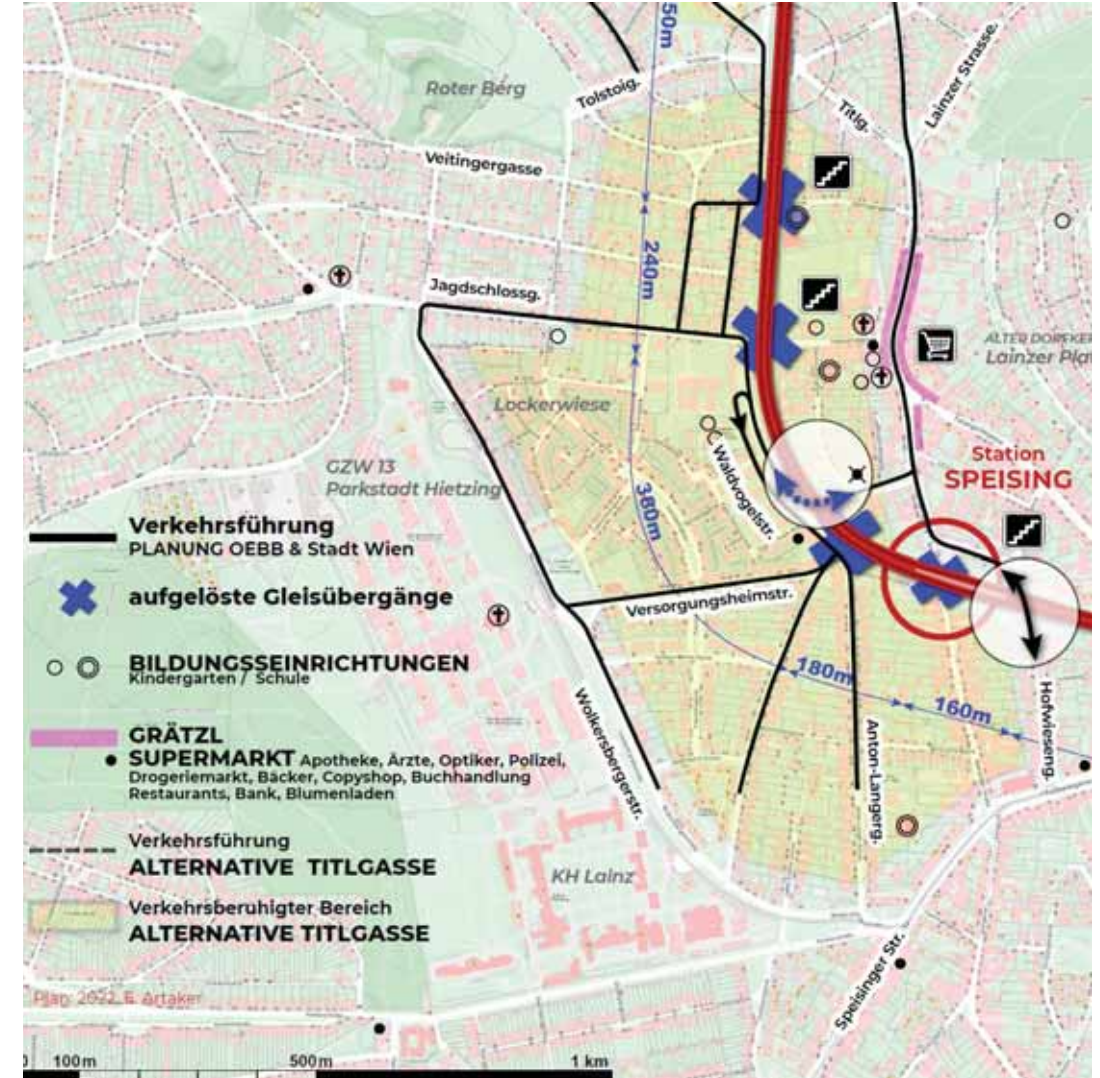 50m
Roter Berg
Tolstoig.
Titlg.
Lainzer Strasse.
Veitingergasse
240m
Jagdschlossg.
ALTER DORFKER
Lainzer Plat
Lockerwiese
GZW 13
Parkstadt Hietzing
Waldvogelstr.
380m
Station
SPEISING
Verkehrsführung
PLANUNG OEBB & Stadt Wien
aufgelöste Gleisübergänge
Versorgungsheimstr.
BILDUNGSEINRICHTUNGEN
Kindergarten / Schule
180m
160m
Hofwieseng.
Wolkersbergerstr.
Anton-Langerg.
GRÄTZL
SUPERMARKT Apotheke, Ärzte, Optiker, Polizei,
Drogeriemarkt, Bäcker, Copyshop, Buchhandlung
Restaurants, Bank, Blumenladen
Verkehrsführung
ALTERNATIVE TITLGASSE
KH Lainz
Verkehrsberuhigter Bereich
ALTERNATIVE TITLGASSE
Speisinger Str.
Plan: 2022, E. Artaker
0 100m 500m 1 km